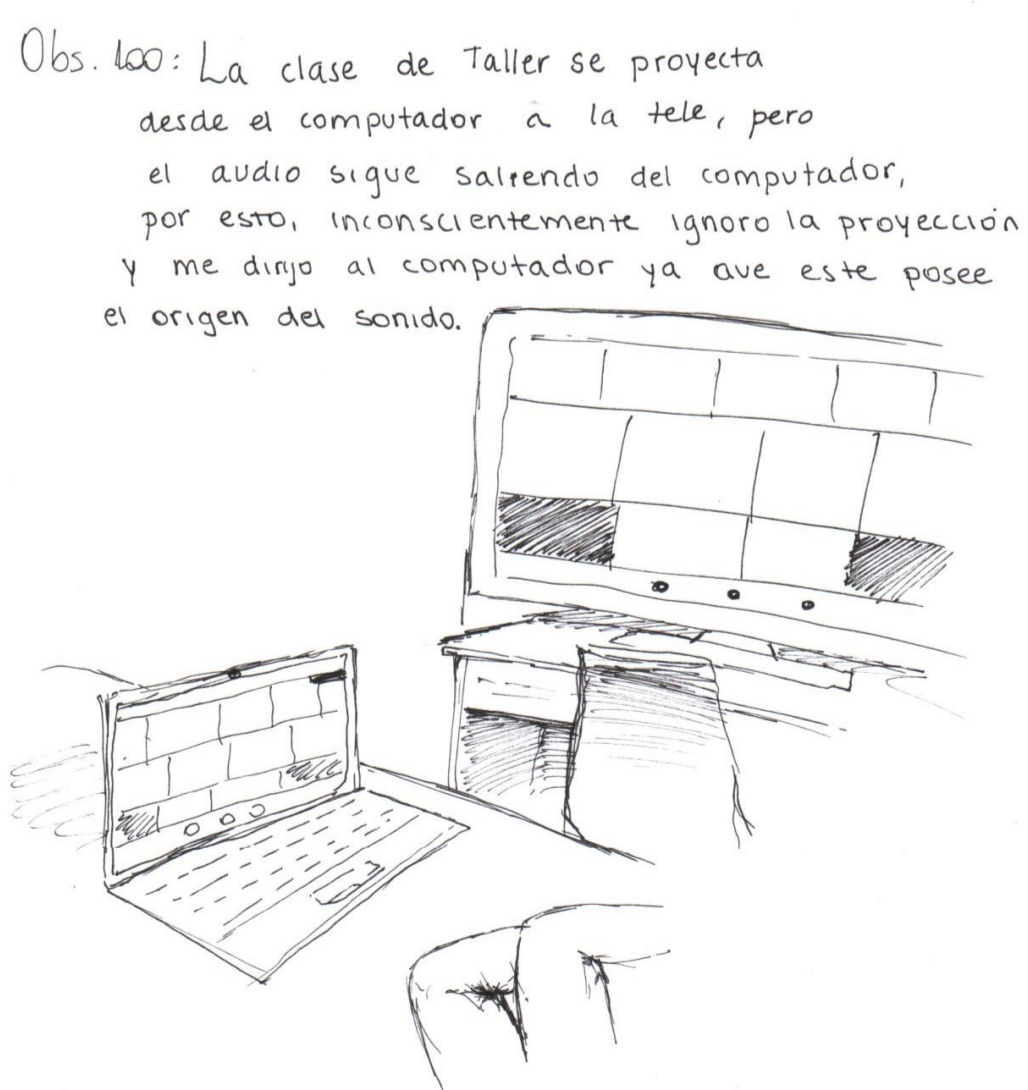 Obs. 100: La clase de Taller se proyecta
desde el computador a la tele, pero
el audio sigue saliendo del computador,
por esto, inconscientemente ignoro la proyección
y me dirijo al computador ya que este posee
el origen del sonido.